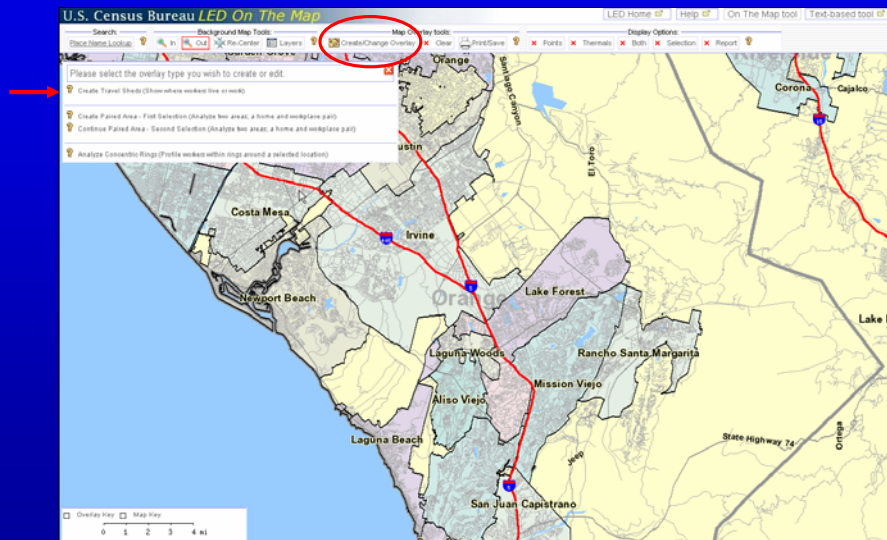 U.S. Census Bureau LED On The Map
LED Home Help On The Map tool Text-based tool
Search: Background Map Tools: Map Overlay tools: Display Options:
Place Name Lookup In Out Re-Center Layers Create/Change Overlay Clear Print/Save Points Thermals Both Selection Report
Please select the overlay type you wish to create or edit.
Create Travel Sheds (Show where workers live or work)
Create Paired Area - First Selection (Analyze two areas; a home and workplace pair)
Continue Paired Area - Second Selection (Analyze two areas; a home and workplace pair)
Analyze Concentric Rings (Profile workers within rings around a selected location)
Orange
Santiago Canyon
Corona
Cajalco
15
ustin
El Toro
Costa Mesa
Irvine
405
5
Newport Beach
Orange
Lake Forest
Lake
Laguna Woods
Rancho Santa Margarita
Mission Viejo
Aliso Viejo
Laguna Beach
State Highway 74
Ortega
Jeep
5
San Juan Capistrano
Overlay Key Map Key
0 1 2 3 4 mi